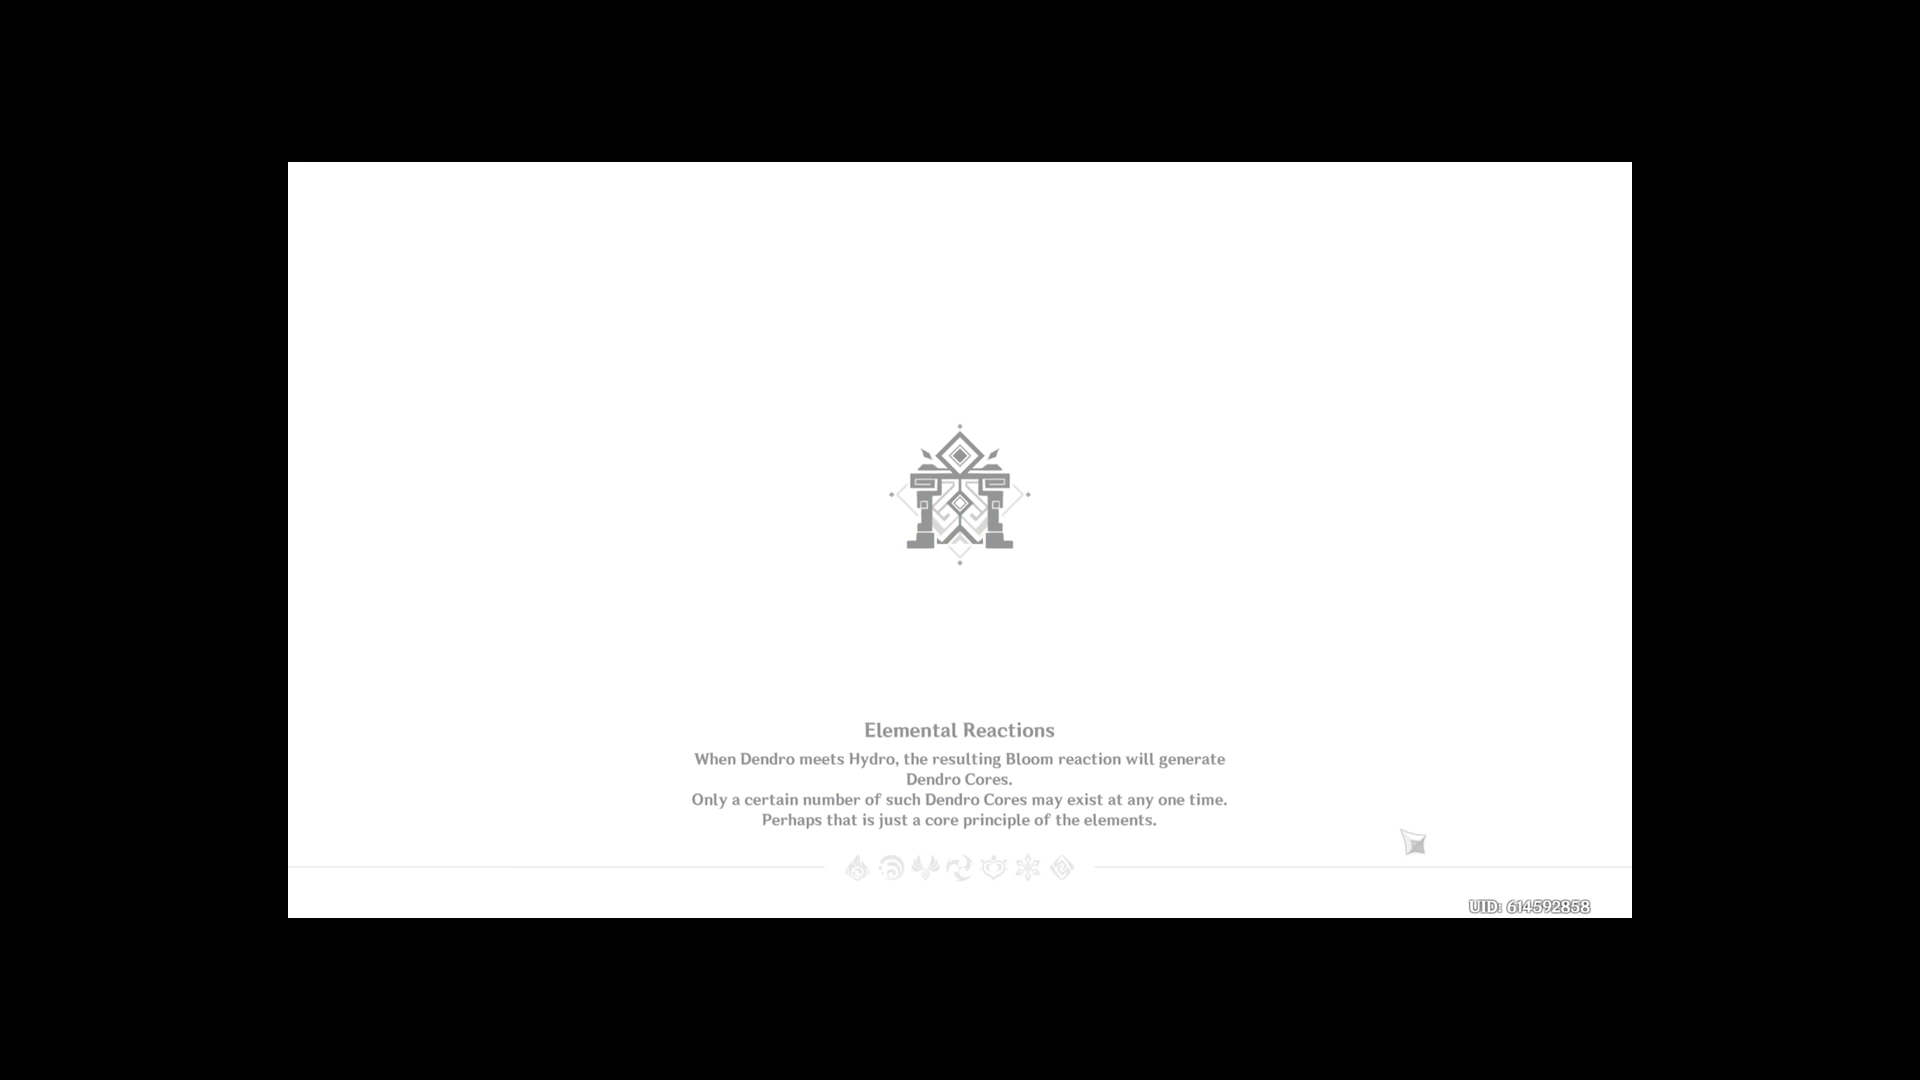 Elemental Reactions
When Dendro meets Hydro, the resulting Bloom reaction will generate
Dendro Cores.
Only a certain number of such Dendro Cores may exist at any one time.
Perhaps that is just a core principle of the elements.
UID: 614592858